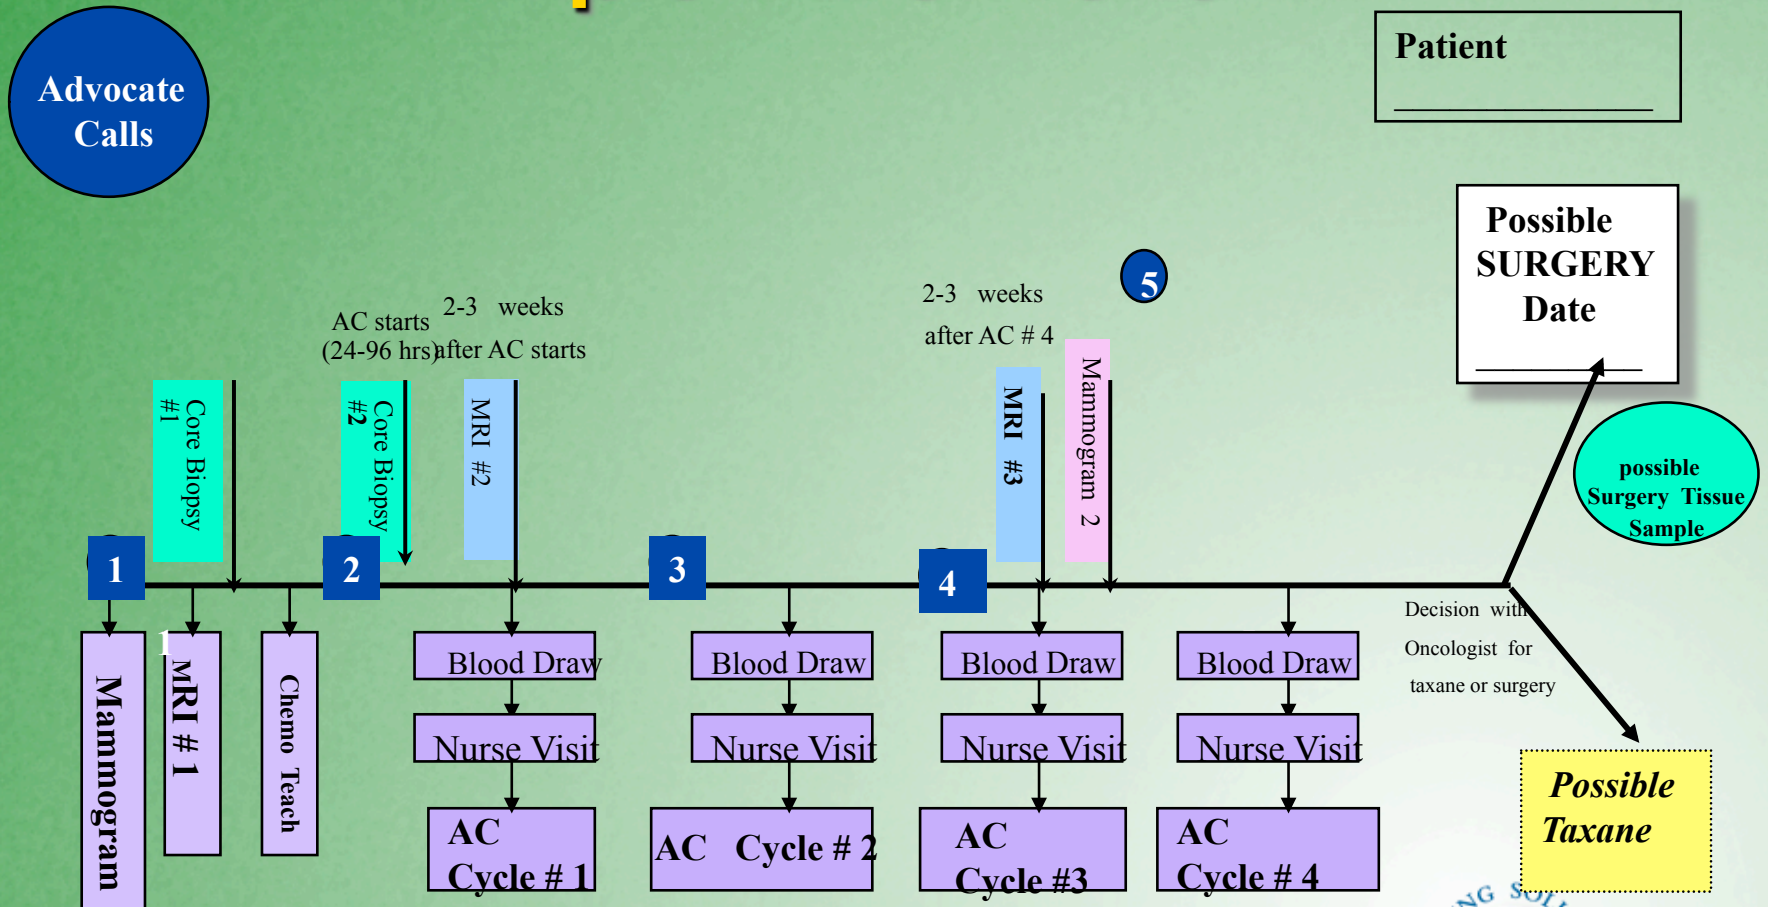 Advocate
Calls
Patient
Possible
SURGERY
Date
5
AC starts
(24-96 hrs)
2-3 weeks
after AC starts
2-3 weeks
after AC # 4
Core Biopsy
#1
Core Biopsy
#2
MRI #2
MRI #3
Mammogram 2
possible
Surgery Tissue
Sample
1
2
3
4
Decision with
Oncologist for
taxane or surgery
Mammogram
1
MRI # 1
Chemo Teach
Blood Draw
Blood Draw
Blood Draw
Blood Draw
Nurse Visit
Nurse Visit
Nurse Visit
Nurse Visit
AC
Cycle # 1
AC Cycle # 2
AC
Cycle #3
AC
Cycle # 4
Possible
Taxane